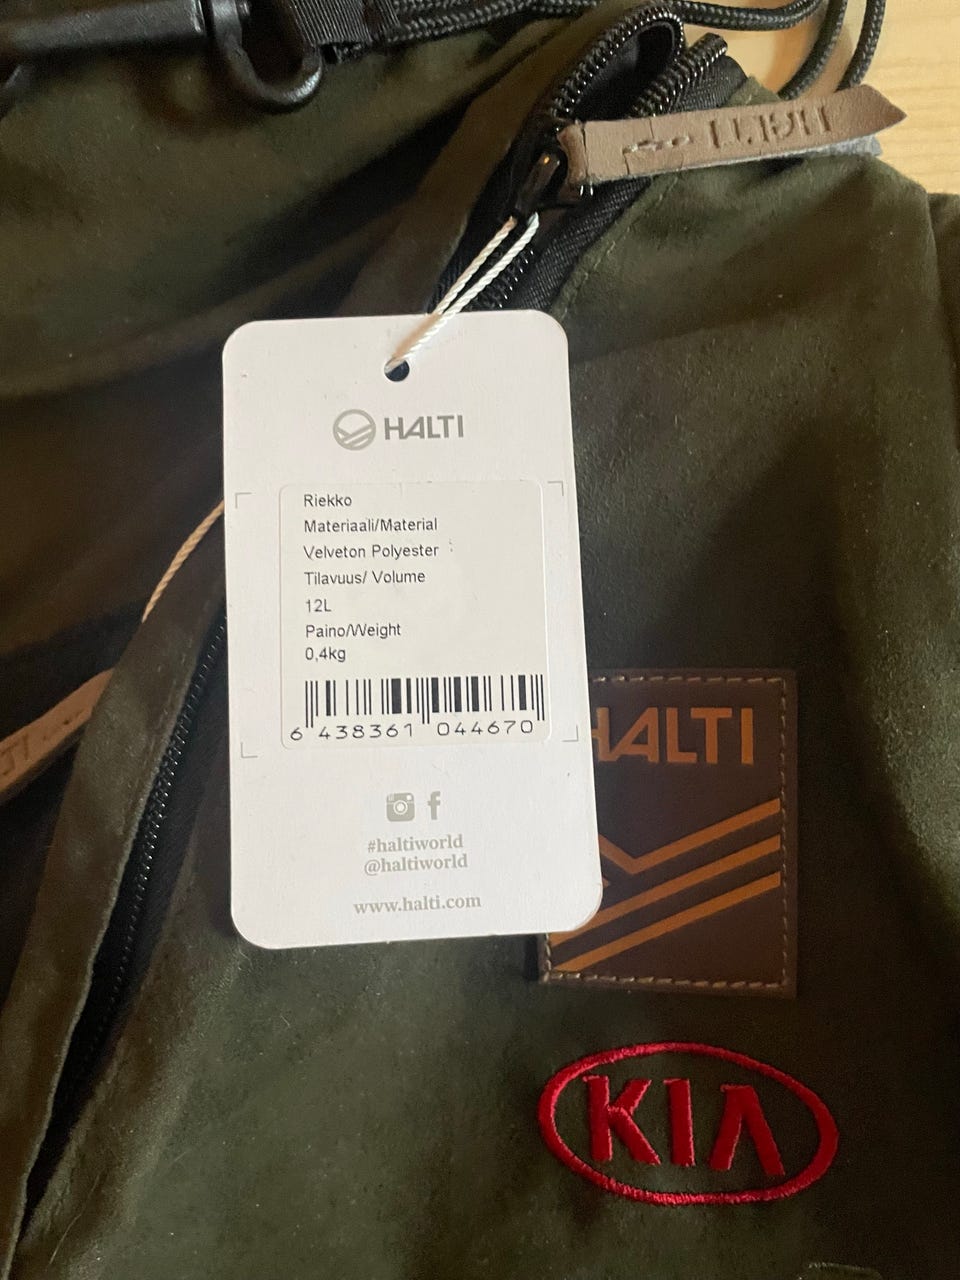 HALTI
HALTI
Riekko
Materiaali/Material
Velveton Polyester
Tilavuus/ Volume
12L
Paino/Weight
0,4kg
6 438361 044670
HALTI
#haltiworld
@haltiworld
www.halti.com
KIA